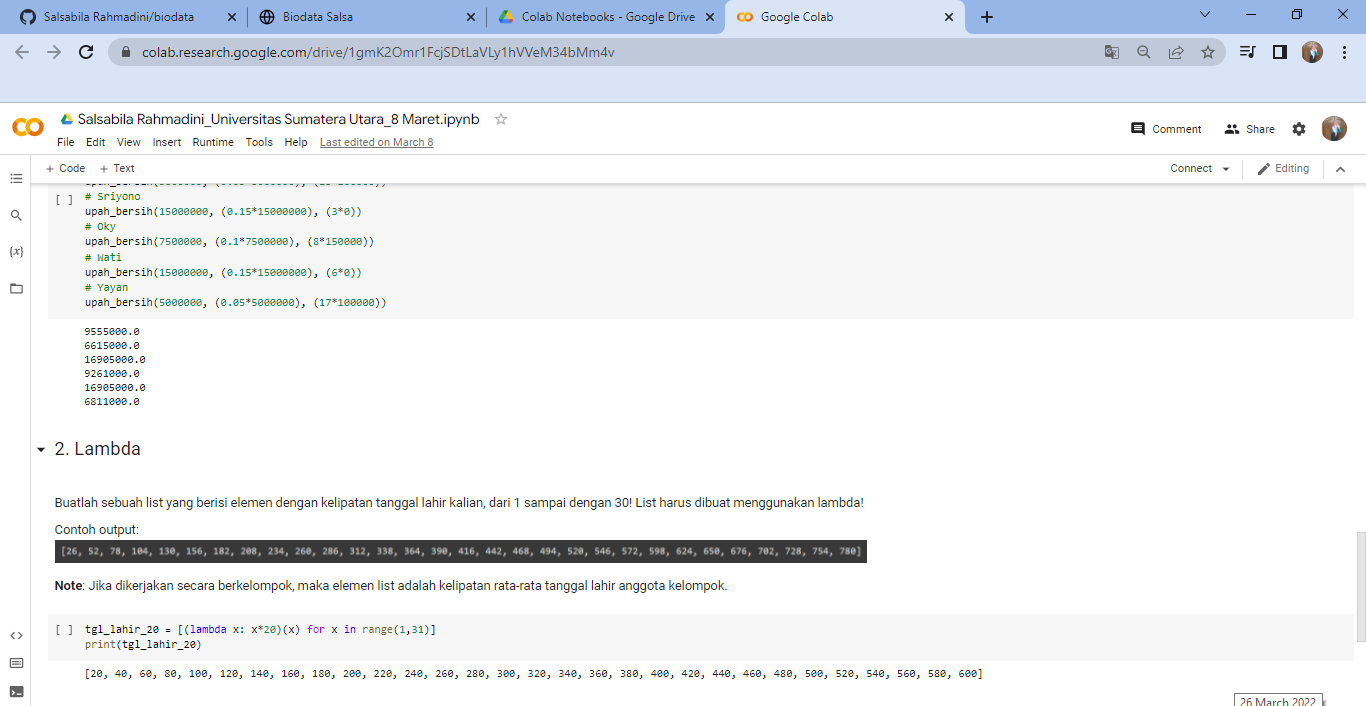 Salsabila Rahmadini/biodata
Biodata Salsa
Colab Notebooks - Google Drive
Google Colab
colab.research.google.com/drive/1gmK2Omr1FcjSDtLaVLy1hVVeM34bMm4v
Salsabila Rahmadini_Universitas Sumatera Utara_8 Maret.ipynb
Comment
Share
File Edit View Insert Runtime Tools Help Last edited on March 8
+ Code + Text
Connect
Editing
[ ] # Sriyono
upah_bersih(15000000, (0.15*15000000), (3*0))
# Oky
upah_bersih(7500000, (0.1*7500000), (8*150000))
# Wati
upah_bersih(15000000, (0.15*15000000), (6*0))
# Yayan
upah_bersih(5000000, (0.05*5000000), (17*100000))
9555000.0
6615000.0
16905000.0
9261000.0
16905000.0
6811000.0
2. Lambda
Buatlah sebuah list yang berisi elemen dengan kelipatan tanggal lahir kalian, dari 1 sampai dengan 30! List harus dibuat menggunakan lambda!
Contoh output:
[26, 52, 78, 104, 130, 156, 182, 208, 234, 260, 286, 312, 338, 364, 390, 416, 442, 468, 494, 520, 546, 572, 598, 624, 650, 676, 702, 728, 754, 780]
Note: Jika dikerjakan secara berkelompok, maka elemen list adalah kelipatan rata-rata tanggal lahir anggota kelompok.
[ ] tgl_lahir_20 = [(lambda x: x*20)(x) for x in range(1,31)]
print(tgl_lahir_20)
[20, 40, 60, 80, 100, 120, 140, 160, 180, 200, 220, 240, 260, 280, 300, 320, 340, 360, 380, 400, 420, 440, 460, 480, 500, 520, 540, 560, 580, 600]
26 March 2022